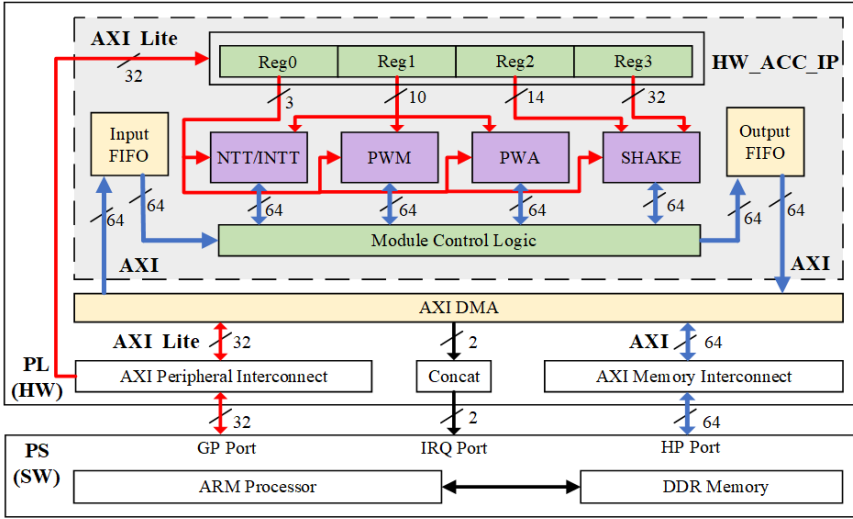 AXI Lite
32
Reg0
Reg1
Reg2
Reg3
HW_ACC_IP
3
10
14
32
Input
FIFO
NTT/INTT
PWM
PWA
SHAKE
Output
FIFO
64
64
64
64
64
64
64
64
Module Control Logic
AXI
AXI
AXI DMA
AXI Lite
32
2
AXI
64
PL
(HW)
AXI Peripheral Interconnect
Concat
AXI Memory Interconnect
32
2
64
PS
(SW)
GP Port
IRQ Port
HP Port
ARM Processor
DDR Memory